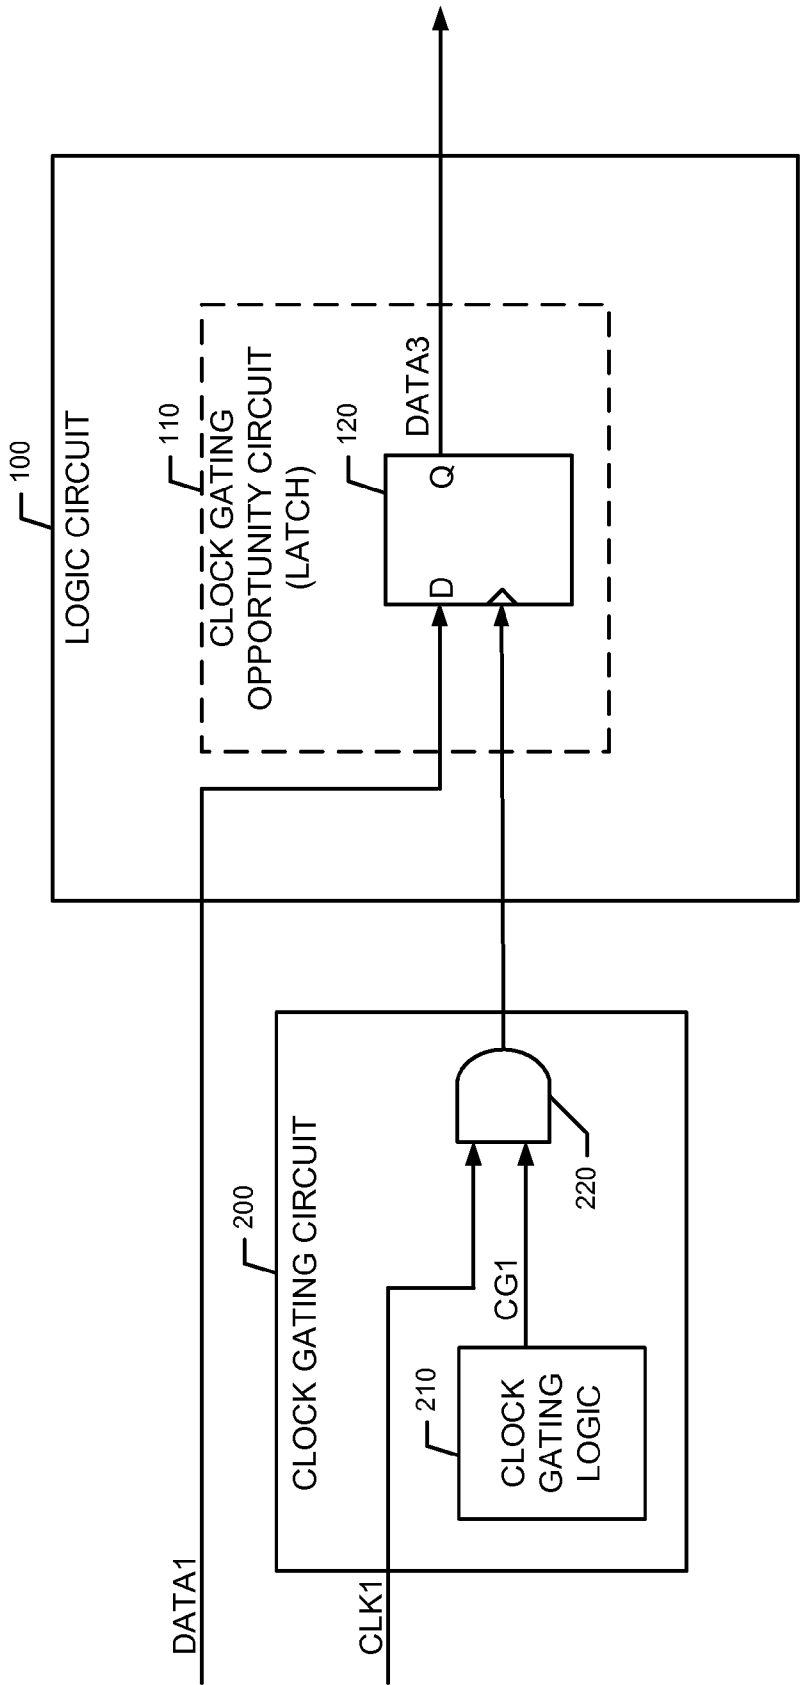 100
LOGIC CIRCUIT
110
CLOCK GATING
OPPORTUNITY CIRCUIT
(LATCH)
120
D
Q
DATA3
DATA1
200
CLOCK GATING CIRCUIT
CLK1
210
CLOCK
GATING
LOGIC
CG1
220